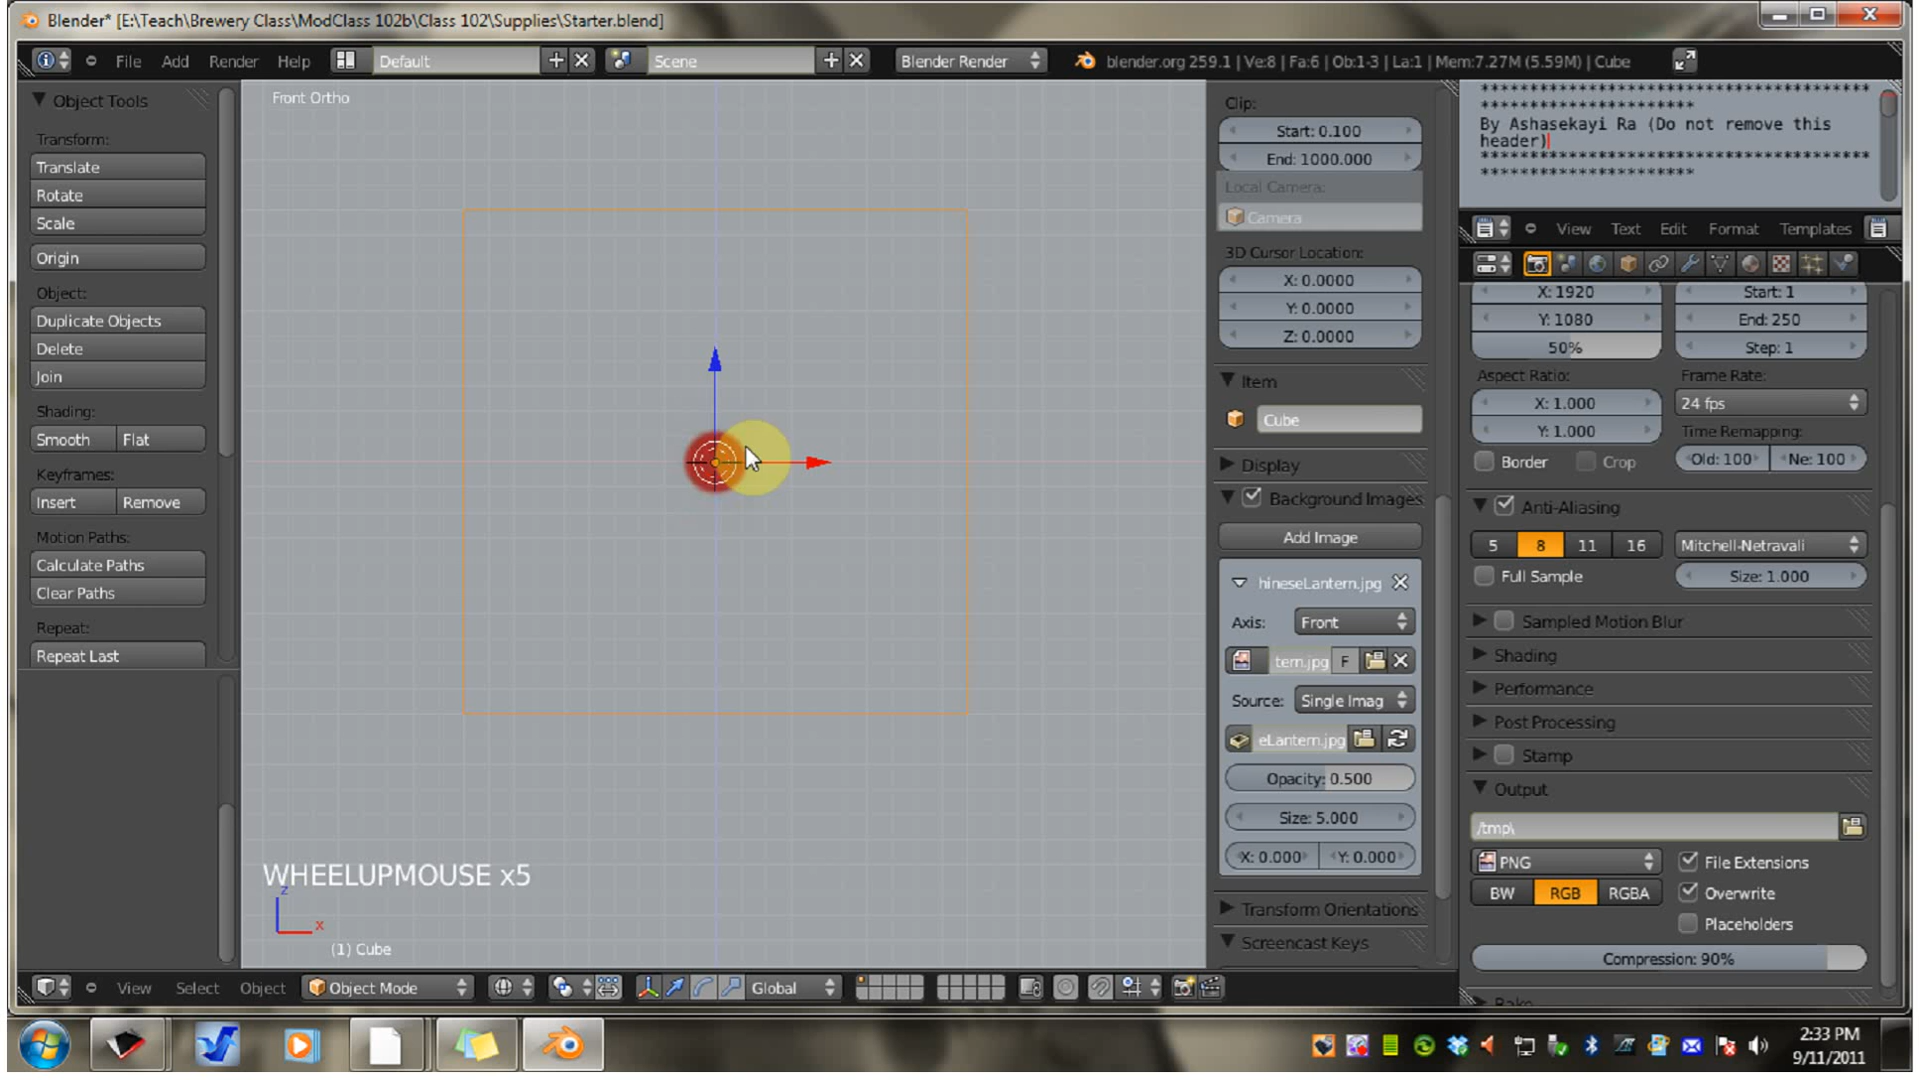 Blender* [E:\Teach\Brewery Class\ModClass 102b\Class 102\Supplies\Starter.blend]
File Add Render Help Default Scene Blender Render blender.org 259.1 | Ve:8 | Fa:6 | Ob:1-3 | La:1 | Mem:7.27M (5.59M) | Cube
Object Tools
Transform:
Translate
Rotate
Scale
Origin
Object:
Duplicate Objects
Delete
Join
Shading:
Smooth Flat
Keyframes:
Insert Remove
Motion Paths:
Calculate Paths
Clear Paths
Repeat:
Repeat Last
Front Ortho
WHEELUPMOUSE x5
z
x
(1) Cube
View Select Object Object Mode Global
Clip:
Start: 0.100
End: 1000.000
Local Camera:
Camera
3D Cursor Location:
X: 0.0000
Y: 0.0000
Z: 0.0000
Item
Cube
Display
Background Images
Add Image
hineseLantern.jpg
Axis: Front
tern.jpg F
Source: Single Imag
eLantern.jpg
Opacity: 0.500
Size: 5.000
X: 0.000 Y: 0.000
Transform Orientations
Screencast Keys
By Ashasekayi Ra (Do not remove this
header)
View Text Edit Format Templates
X: 1920 Start: 1
Y: 1080 End: 250
50% Step: 1
Aspect Ratio: Frame Rate:
X: 1.000 24 fps
Y: 1.000 Time Remapping:
Border Crop Old: 100 Ne: 100
Anti-Aliasing
5 8 11 16 Mitchell-Netravali
Full Sample Size: 1.000
Sampled Motion Blur
Shading
Performance
Post Processing
Stamp
Output
/tmp\
PNG File Extensions
BW RGB RGBA Overwrite
Placeholders
Compression: 90%
Bake
2:33 PM
9/11/2011